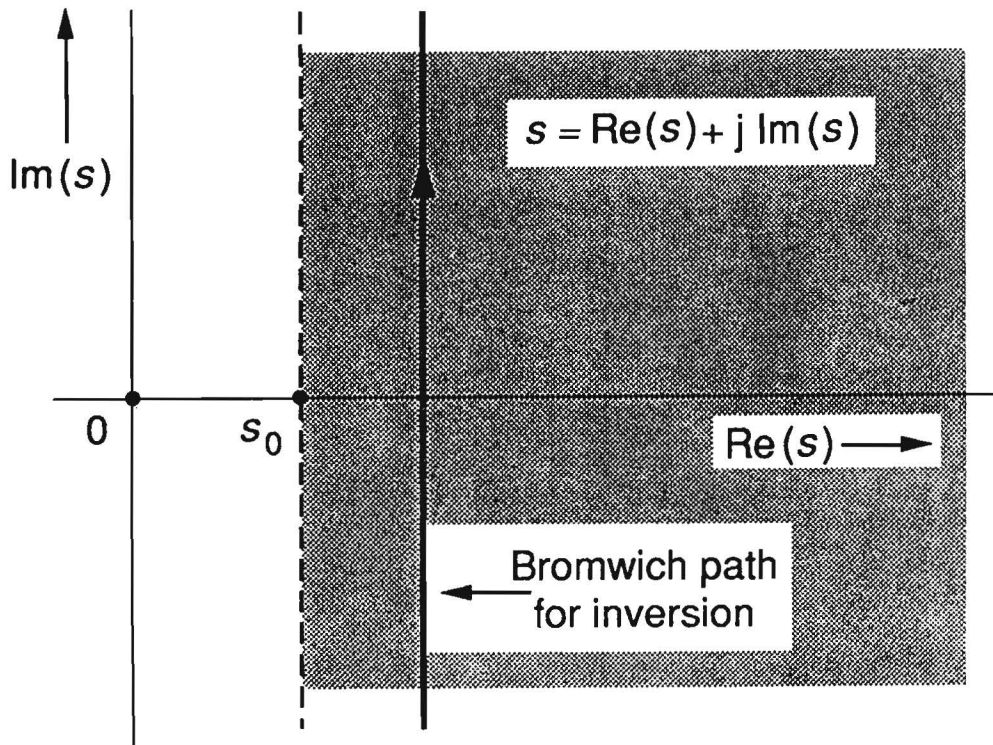 Im(s)
s = Re(s) + j Im(s)
0
s0
Re(s)
Bromwich path
for inversion